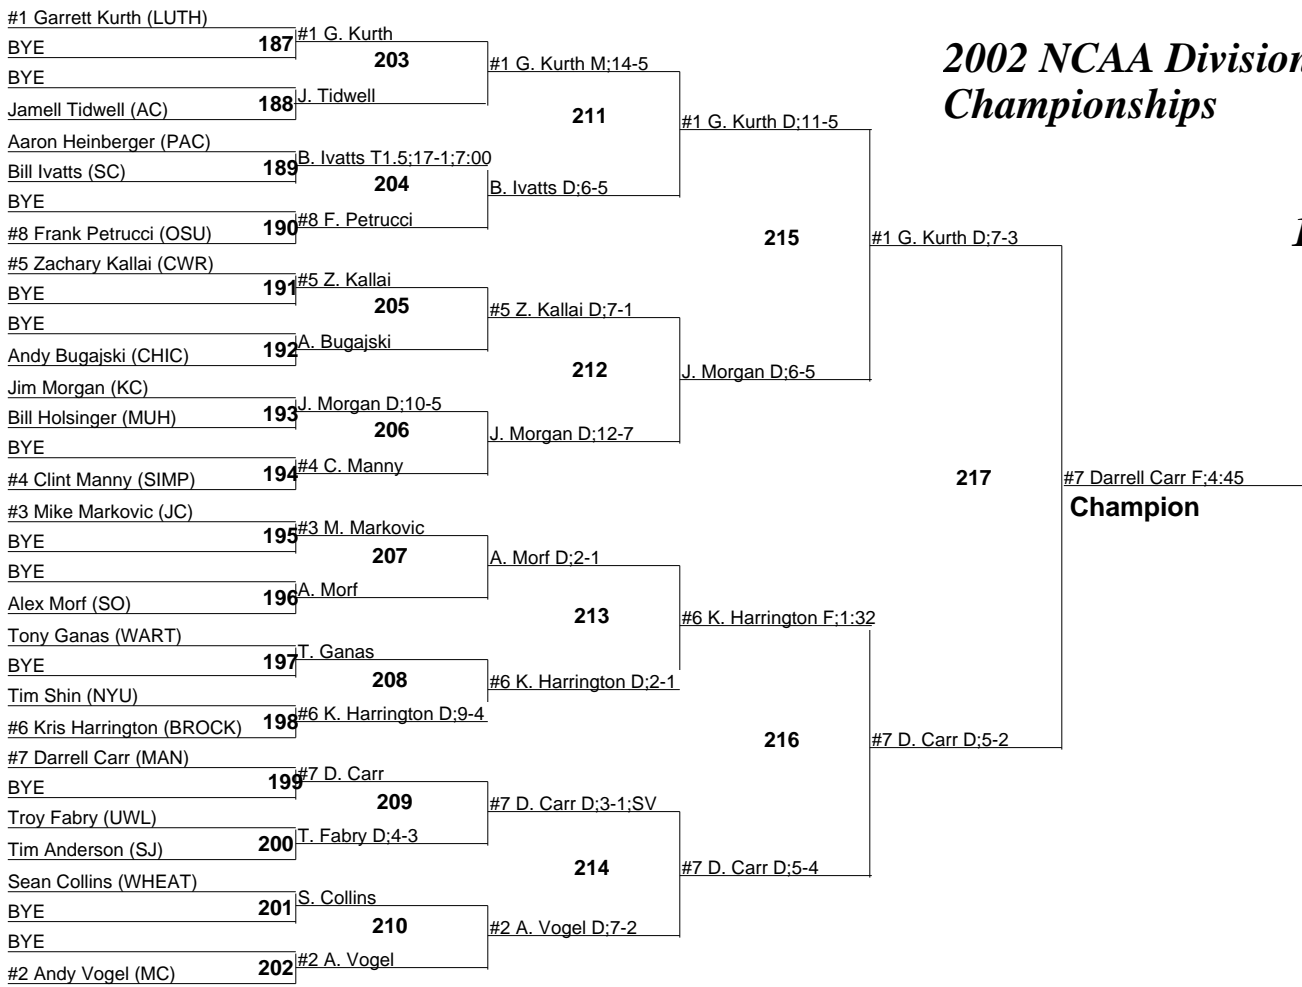 #1 Garrett Kurth (LUTH)
BYE
187
BYE
Jamell Tidwell (AC)
188
Aaron Heinberger (PAC)
Bill Ivatts (SC)
189
BYE
#8 Frank Petrucci (OSU)
190
#5 Zachary Kallai (CWR)
BYE
191
BYE
Andy Bugajski (CHIC)
192
Jim Morgan (KC)
Bill Holsinger (MUH)
193
BYE
#4 Clint Manny (SIMP)
194
#3 Mike Markovic (JC)
BYE
195
BYE
Alex Morf (SO)
196
Tony Ganas (WART)
BYE
197
Tim Shin (NYU)
#6 Kris Harrington (BROCK)
198
#7 Darrell Carr (MAN)
BYE
199
Troy Fabry (UWL)
Tim Anderson (SJ)
200
Sean Collins (WHEAT)
BYE
201
BYE
#2 Andy Vogel (MC)
202
#1 G. Kurth
203
J. Tidwell
B. Ivatts T1.5;17-1;7:00
204
#8 F. Petrucci
#5 Z. Kallai
205
A. Bugajski
J. Morgan D;10-5
206
#4 C. Manny
#3 M. Markovic
207
A. Morf
T. Ganas
208
#6 K. Harrington D;9-4
#7 D. Carr
209
T. Fabry D;4-3
S. Collins
210
#2 A. Vogel
#1 G. Kurth M;14-5
211
B. Ivatts D;6-5
#5 Z. Kallai D;7-1
212
J. Morgan D;12-7
A. Morf D;2-1
213
#6 K. Harrington D;2-1
#7 D. Carr D;3-1;SV
214
#2 A. Vogel D;7-2
#1 G. Kurth D;11-5
215
J. Morgan D;6-5
#6 K. Harrington F;1:32
216
#7 D. Carr D;5-4
#1 G. Kurth D;7-3
217
#7 D. Carr D;5-2
#7 Darrell Carr F;4:45
Champion
2002 NCAA Division
Championships